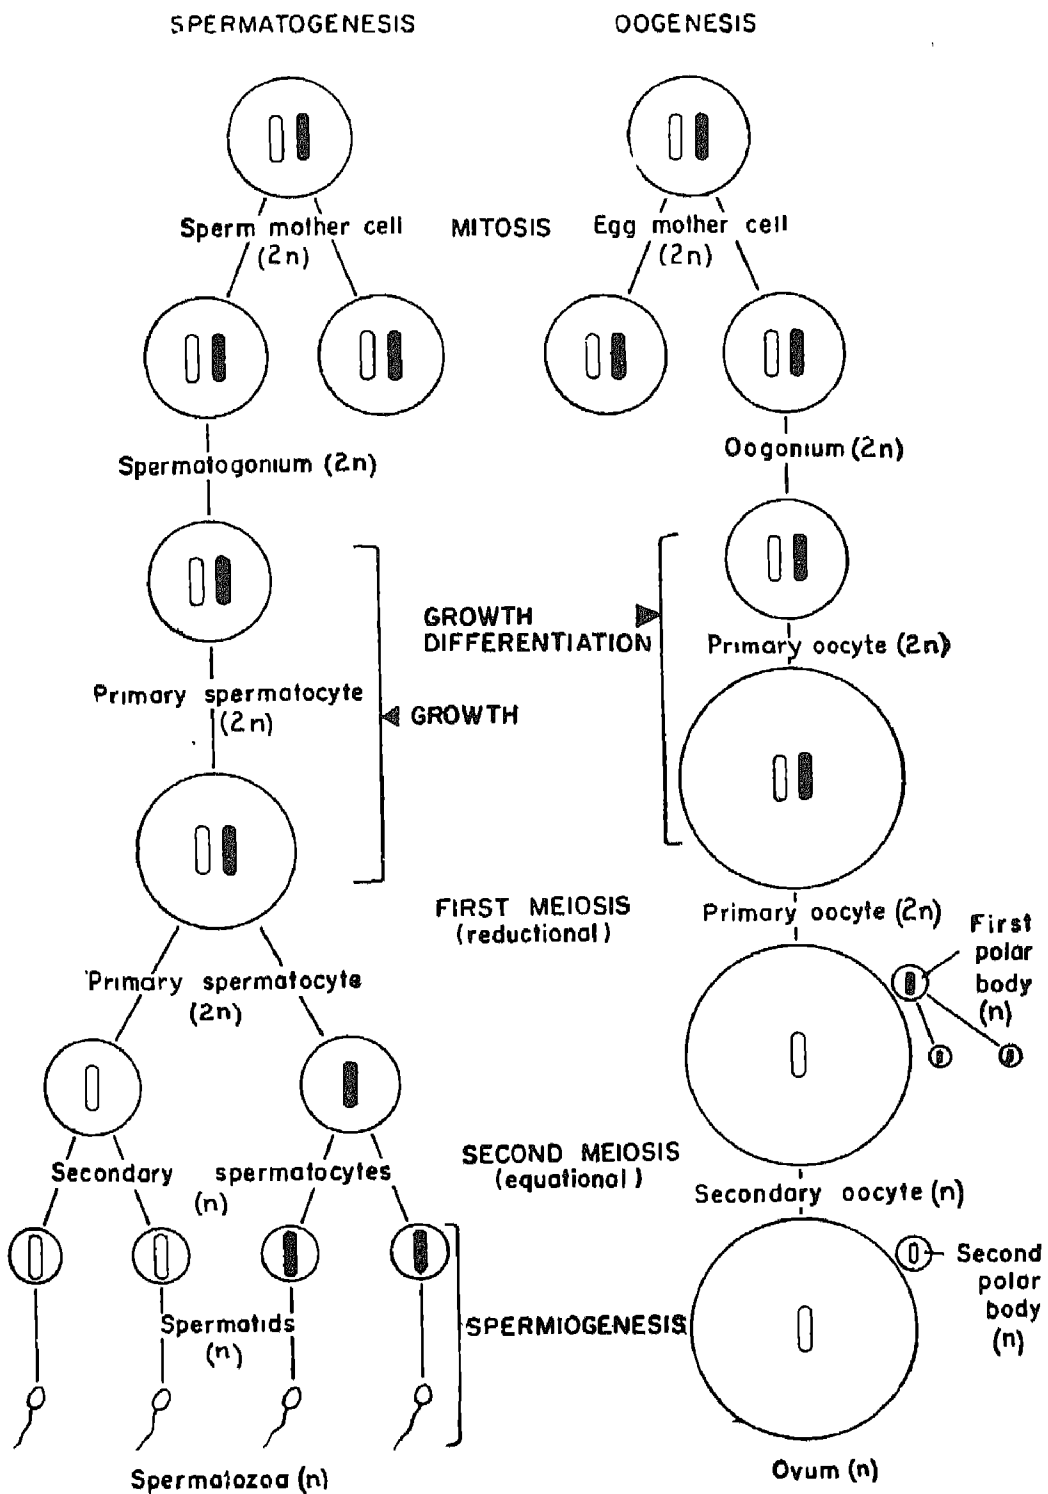 SPERMATOGENESIS
OOGENESIS
Sperm mother cell
(2n)
MITOSIS
Egg mother cell
(2n)
Spermatogonium (2n)
Oogonium (2n)
GROWTH
DIFFERENTIATION
Primary oocyte (2n)
Primary spermatocyte
(2n)
GROWTH
FIRST MEIOSIS
(reductional)
Primary oocyte (2n)
First
polar
body
(n)
Primary spermatocyte
(2n)
Secondary spermatocytes
(n)
SECOND MEIOSIS
(equational)
Secondary oocyte (n)
Second
polar
body
(n)
Spermatids
(n)
SPERMIOGENESIS
Spermatozoa (n)
Ovum (n)